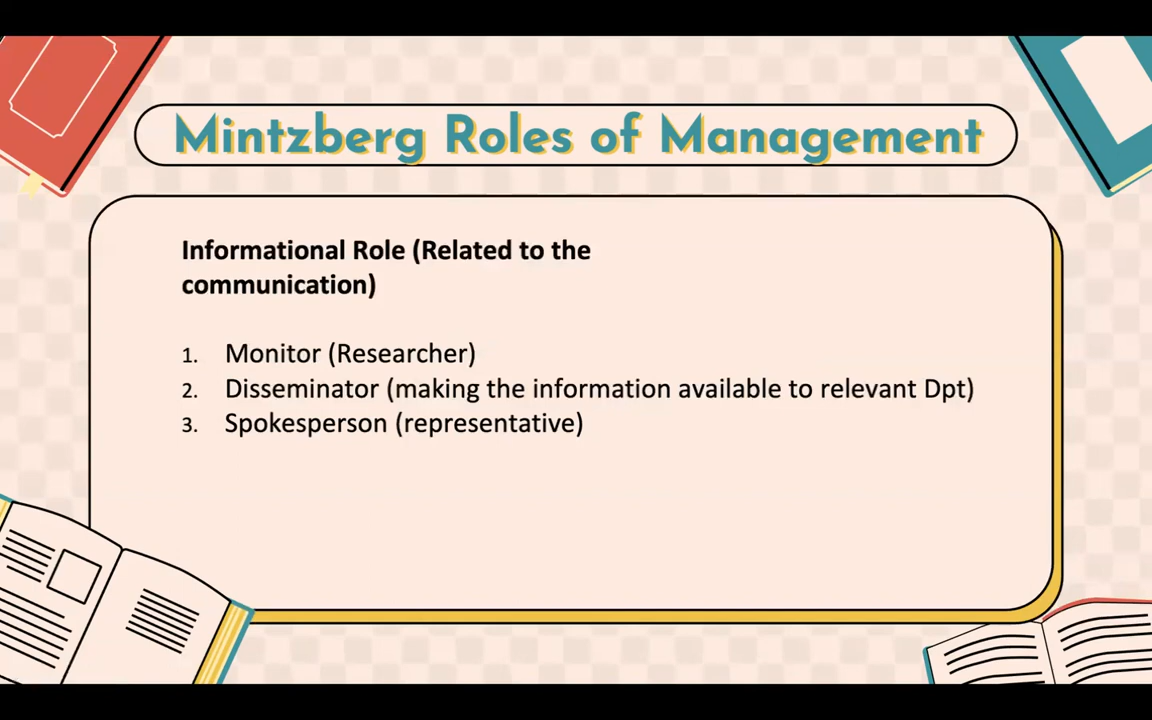 Mintzberg Roles of Management
Informational Role (Related to the
communication)
1. Monitor (Researcher)
2. Disseminator (making the information available to relevant Dpt)
3. Spokesperson (representative)